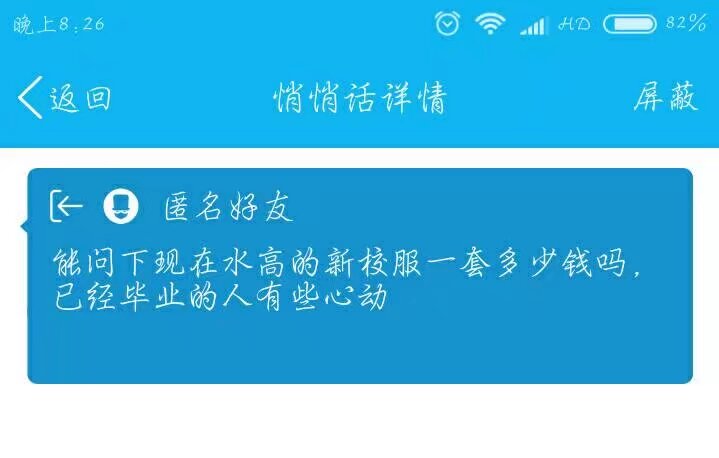 晚上8:26
HD
82%
返回
悄悄话详情
屏蔽
匿名好友
能问下现在水高的新校服一套多少钱吗，
已经毕业的人有些心动